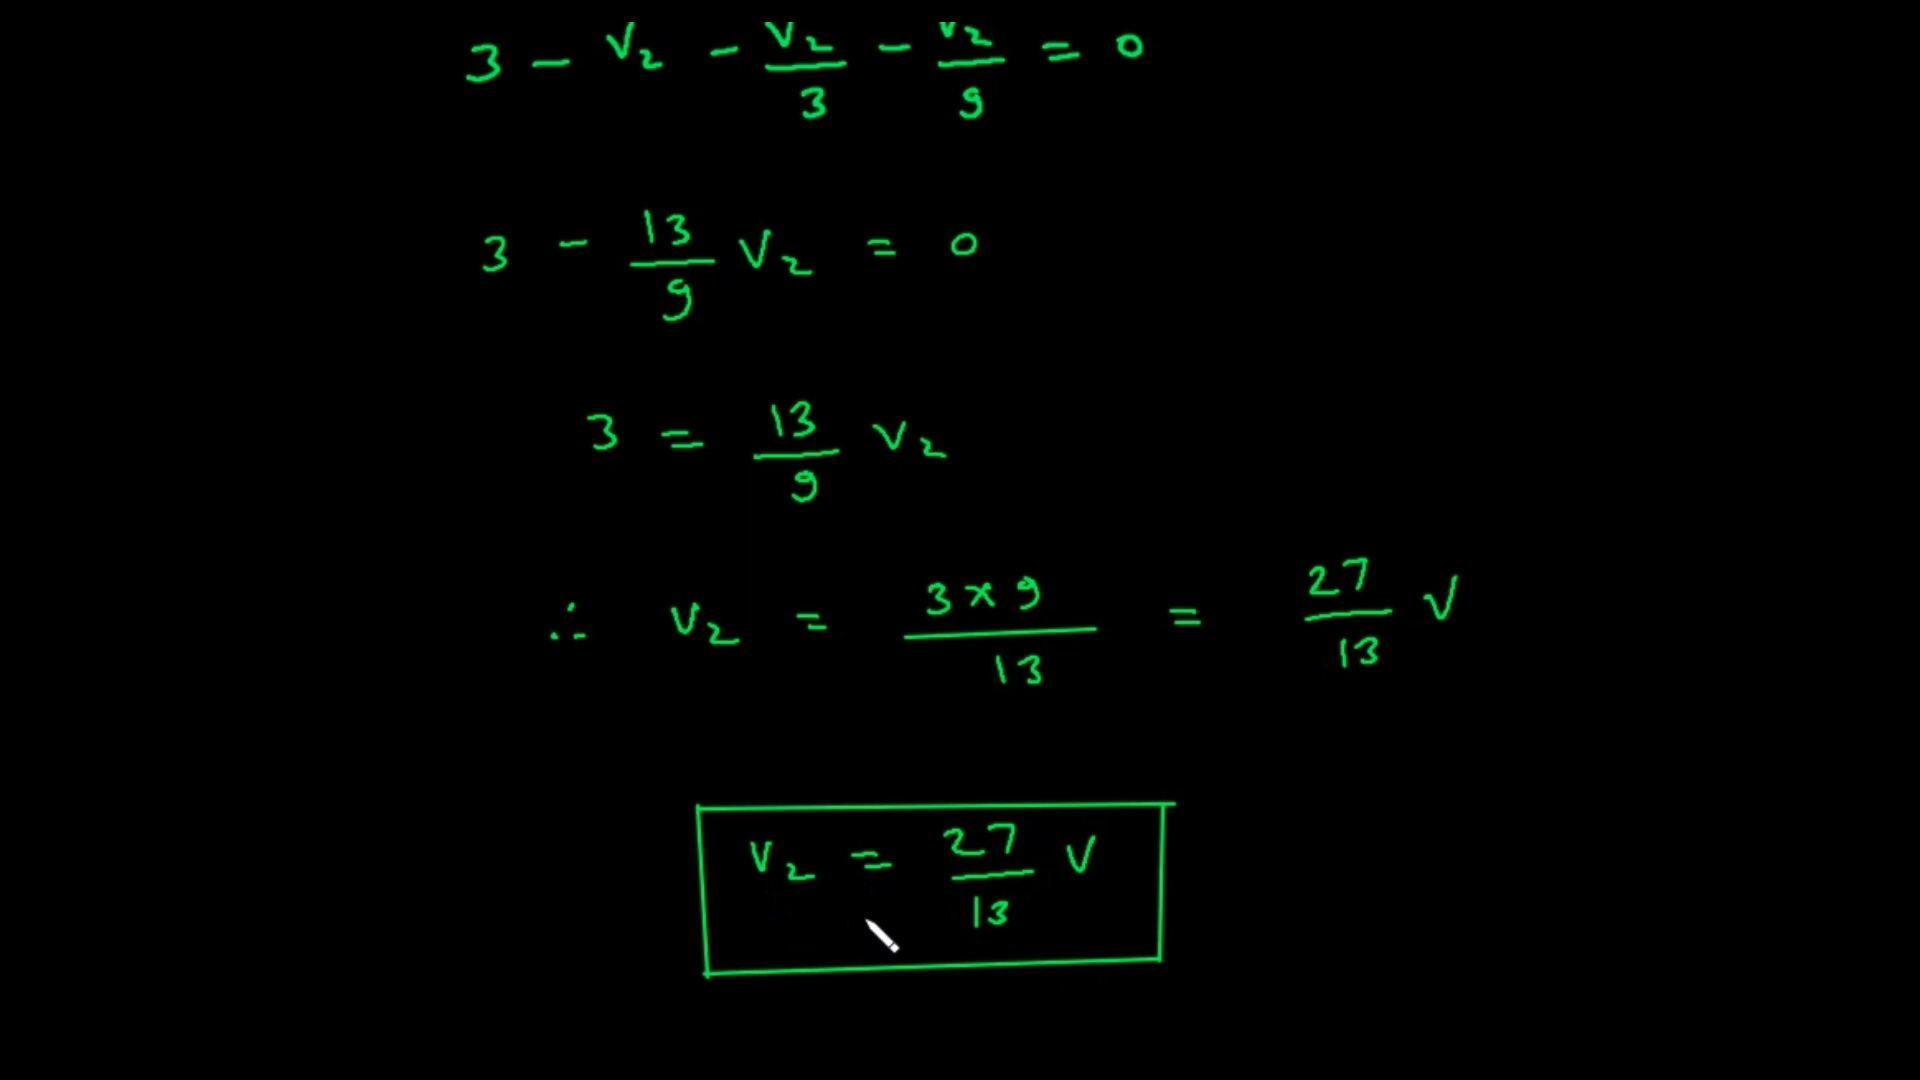 3 - V₂ - V₂/3 - V₂/9 = 0
3 - 13/9 V₂ = 0
3 = 13/9 V₂
∴ V₂ = 3×9/13 = 27/13 V
V₂ = 27/13 V